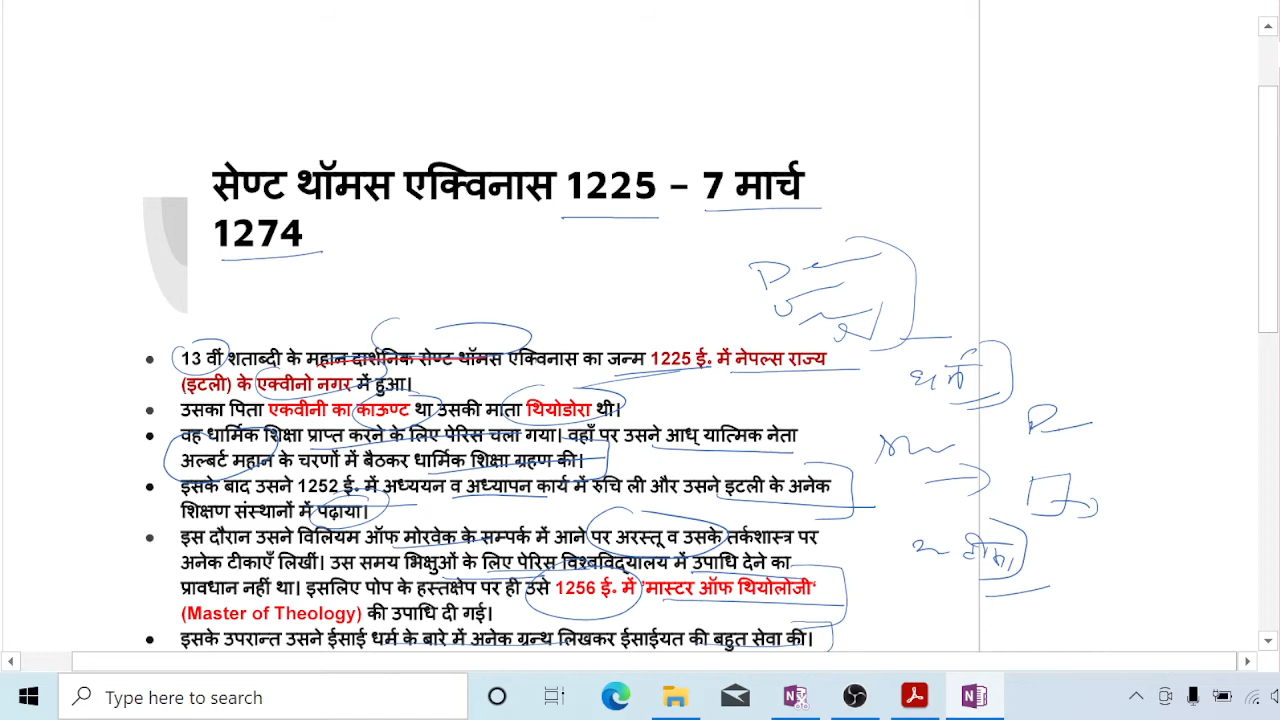 सेण्ट थॉमस एक्विनास 1225 – 7 मार्च
1274
13 वीं शताब्दी के महान दार्शनिक सेण्ट थॉमस एक्विनास का जन्म 1225 ई. में नेपल्स राज्य
(इटली) के एक्वीनो नगर में हुआ।
उसका पिता एकवीनी का काऊण्ट था उसकी माता थियोडोरा थी।
वह धार्मिक शिक्षा प्राप्त करने के लिए पेरिस चला गया। वहाँ पर उसने आध् यात्मिक नेता
अल्बर्ट महान के चरणों में बैठकर धार्मिक शिक्षा ग्रहण की।
इसके बाद उसने 1252 ई. में अध्ययन व अध्यापन कार्य में रुचि ली और उसने इटली के अनेक
शिक्षण संस्थानों में पढ़ाया।
इस दौरान उसने विलियम ऑफ मोरवेक के सम्पर्क में आने पर अरस्तू व उसके तर्कशास्त्र पर
अनेक टीकाएँ लिखीं। उस समय भिक्षुओं के लिए पेरिस विश्वविद्यालय में उपाधि देने का
प्रावधान नहीं था। इसलिए पोप के हस्तक्षेप पर ही उसे 1256 ई. में 'मास्टर ऑफ थियोलोजी'
(Master of Theology) की उपाधि दी गई।
इसके उपरान्त उसने ईसाई धर्म के बारे में अनेक ग्रन्थ लिखकर ईसाईयत की बहुत सेवा की।
धर्म
Type here to search